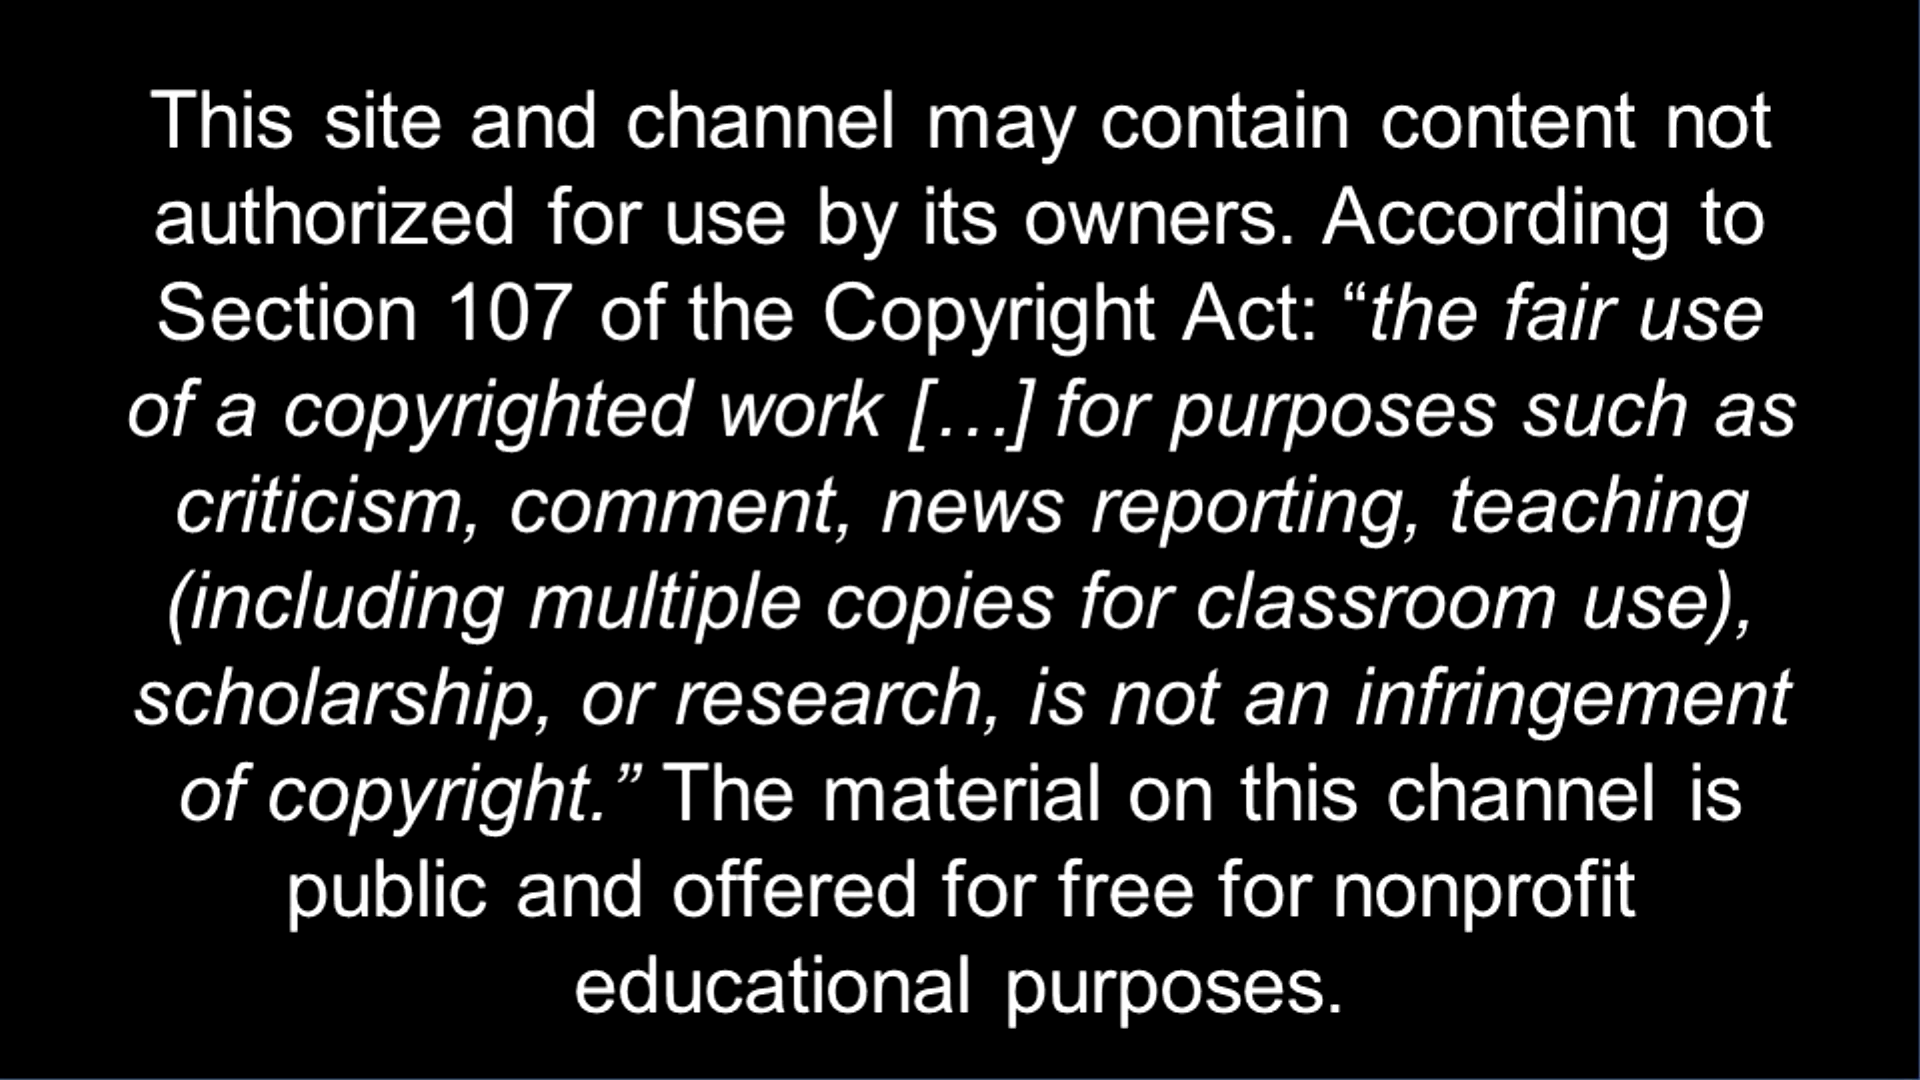 This site and channel may contain content not
authorized for use by its owners. According to
Section 107 of the Copyright Act: “the fair use
of a copyrighted work […] for purposes such as
criticism, comment, news reporting, teaching
(including multiple copies for classroom use),
scholarship, or research, is not an infringement
of copyright.” The material on this channel is
public and offered for free for nonprofit
educational purposes.